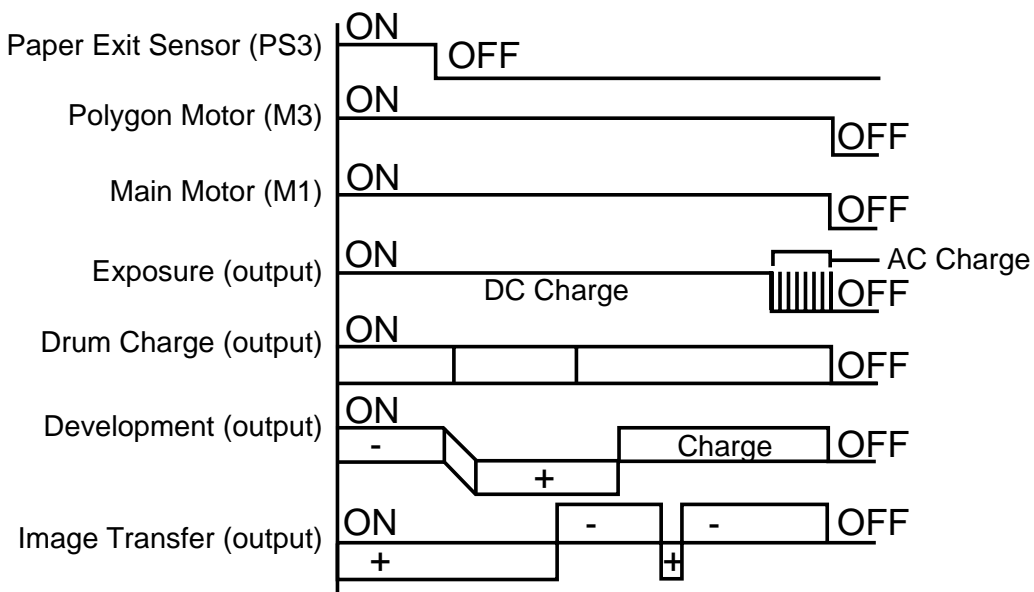 Paper Exit Sensor (PS3) ON OFF
Polygon Motor (M3) ON OFF
Main Motor (M1) ON OFF
Exposure (output) ON DC Charge AC Charge OFF
Drum Charge (output) ON OFF
Development (output) ON - + Charge OFF
Image Transfer (output) ON + - + - OFF